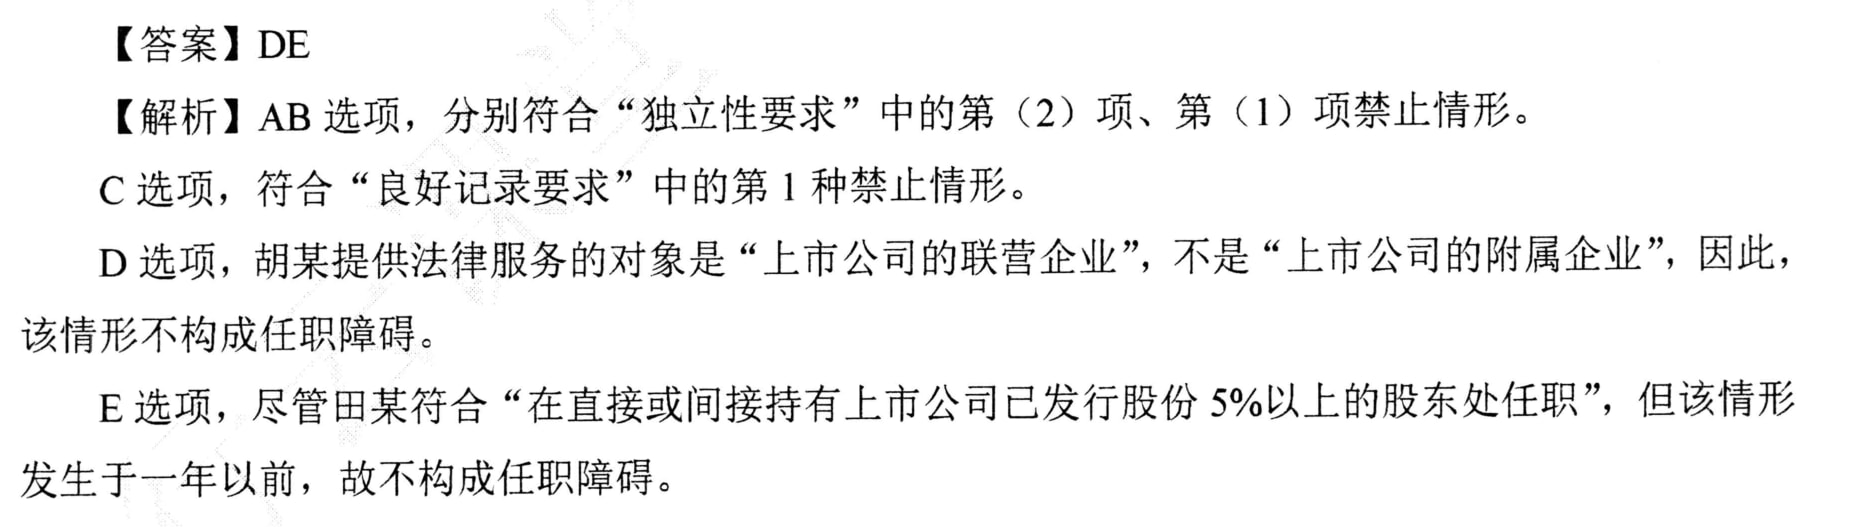 【答案】DE
【解析】AB 选项，分别符合“独立性要求”中的第（2）项、第（1）项禁止情形。
C 选项，符合“良好记录要求”中的第 1 种禁止情形。
D 选项，胡某提供法律服务的对象是“上市公司的联营企业”，不是“上市公司的附属企业”，因此，
该情形不构成任职障碍。
E 选项，尽管田某符合“在直接或间接持有上市公司已发行股份 5%以上的股东处任职”，但该情形
发生于一年以前，故不构成任职障碍。